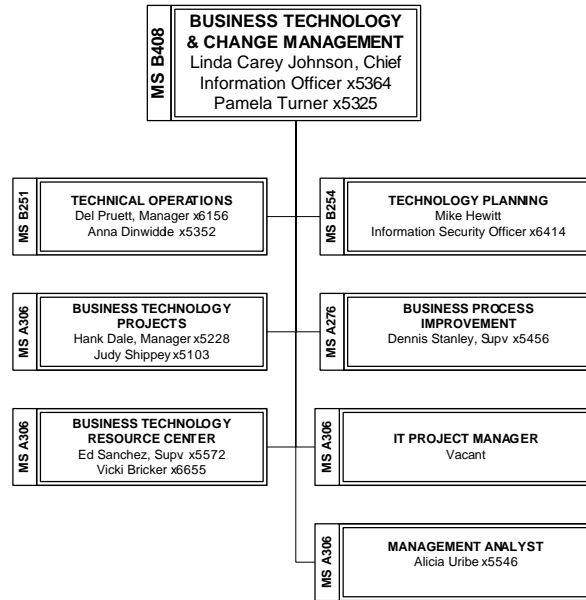 MS B408
BUSINESS TECHNOLOGY
& CHANGE MANAGEMENT
Linda Carey Johnson, Chief
Information Officer x5364
Pamela Turner x5325
MS B251
TECHNICAL OPERATIONS
Del Pruett, Manager x6156
Anna Dinwidde x5352
MS B254
TECHNOLOGY PLANNING
Mike Hewitt
Information Security Officer x6414
MS A306
BUSINESS TECHNOLOGY
PROJECTS
Hank Dale, Manager x5228
Judy Shippey x5103
MS A276
BUSINESS PROCESS
IMPROVEMENT
Dennis Stanley, Supv x5456
MS A306
BUSINESS TECHNOLOGY
RESOURCE CENTER
Ed Sanchez, Supv x5572
Vicki Bricker x6655
MS A306
IT PROJECT MANAGER
Vacant
MS A306
MANAGEMENT ANALYST
Alicia Uribe x5546